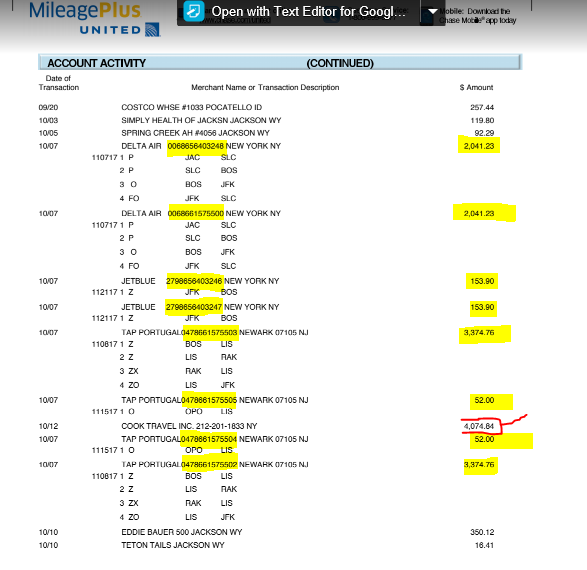 MileagePlus
UNITED
Open with Text Editor for Googl...
Mobile: Download the
Chase Mobile® app today
ACCOUNT ACTIVITY (CONTINUED)
Date of
Transaction Merchant Name or Transaction Description $ Amount
09/20 COSTCO WHSE #1033 POCATELLO ID 257.44
10/03 SIMPLY HEALTH OF JACKSN JACKSON WY 119.80
10/05 SPRING CREEK AH #4056 JACKSON WY 92.29
10/07 DELTA AIR 0068656403248 NEW YORK NY 2,041.23
110717 1 P JAC SLC
2 P SLC BOS
3 O BOS JFK
4 FO JFK SLC
10/07 DELTA AIR 0068661575500 NEW YORK NY 2,041.23
110717 1 P JAC SLC
2 P SLC BOS
3 O BOS JFK
4 FO JFK SLC
10/07 JETBLUE 2798656403246 NEW YORK NY 153.90
112117 1 Z JFK BOS
10/07 JETBLUE 2798656403247 NEW YORK NY 153.90
112117 1 Z JFK BOS
10/07 TAP PORTUGAL0478661575503 NEWARK 07105 NJ 3,374.76
110817 1 Z BOS LIS
2 Z LIS RAK
3 ZX RAK LIS
4 ZO LIS JFK
10/07 TAP PORTUGAL0478661575505 NEWARK 07105 NJ 52.00
111517 1 O OPO LIS
10/12 COOK TRAVEL INC. 212-201-1833 NY 4,074.84
10/07 TAP PORTUGAL0478661575504 NEWARK 07105 NJ 52.00
111517 1 O OPO LIS
10/07 TAP PORTUGAL0478661575502 NEWARK 07105 NJ 3,374.76
110817 1 Z BOS LIS
2 Z LIS RAK
3 ZX RAK LIS
4 ZO LIS JFK
10/10 EDDIE BAUER 500 JACKSON WY 350.12
10/10 TETON TAILS JACKSON WY 16.41